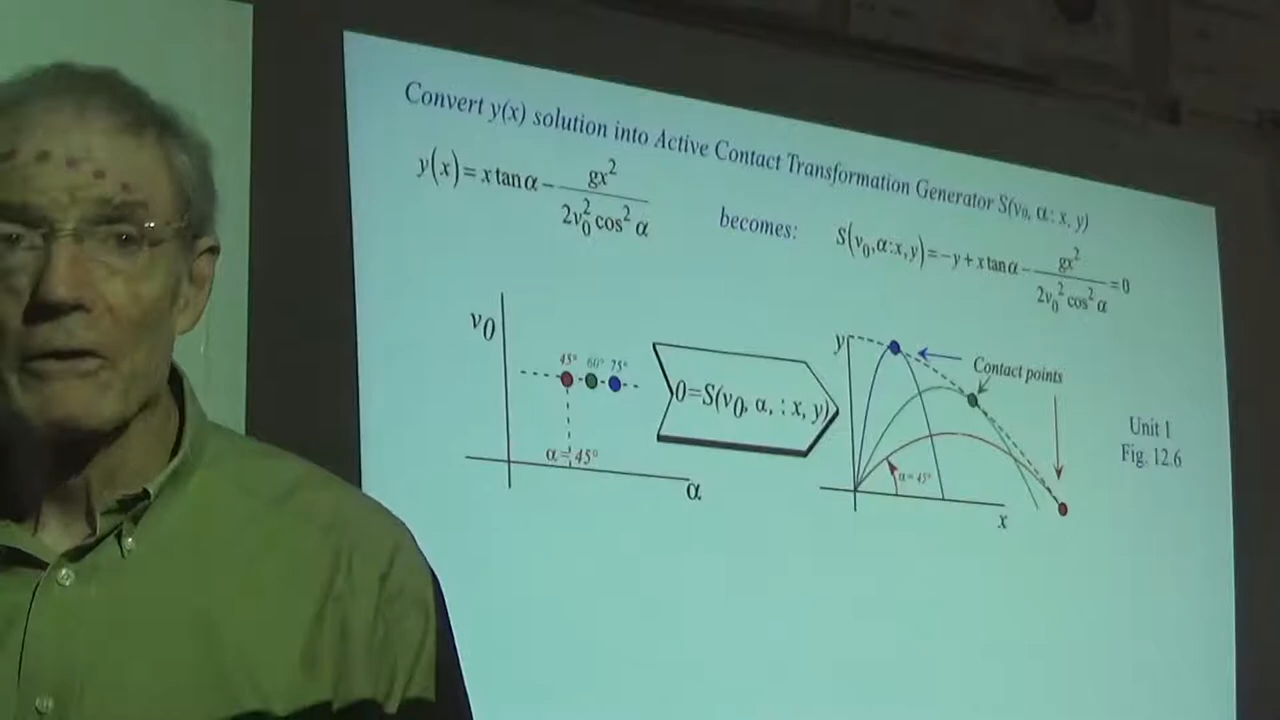 Convert y(x) solution into Active Contact Transformation Generator S(v₀, α : x, y)
y(x) = x tan α − gx² / 2v₀² cos² α
becomes:
S(v₀,α:x,y) = −y + x tan α − gx² / 2v₀² cos² α = 0
v₀
45° 60° 75°
α = 45°
α
0=S(v₀, α, : x, y)
y
Contact points
α = 45°
x
Unit 1
Fig. 12.6